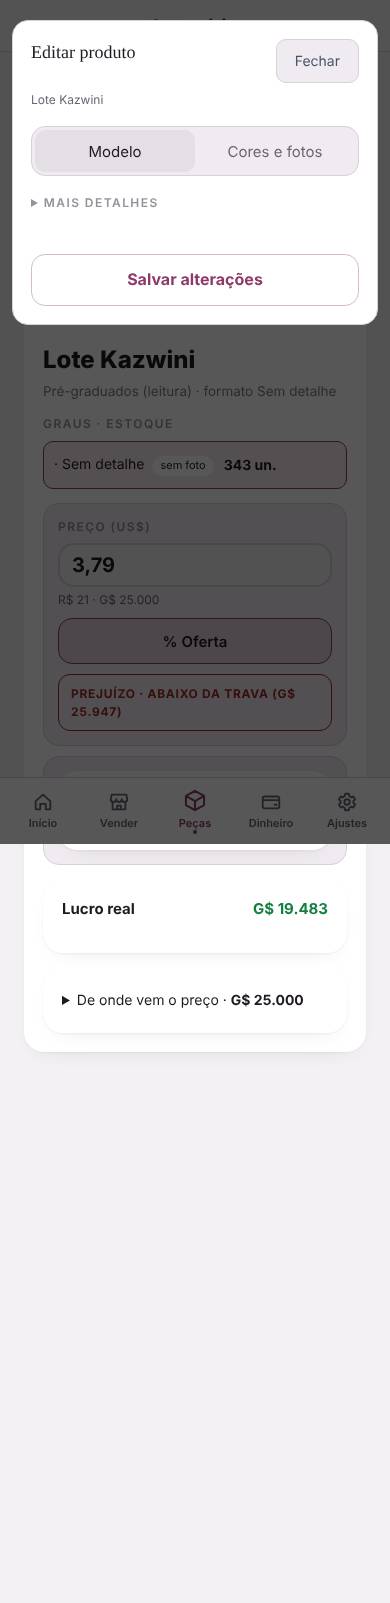 Editar produto
Fechar
Lote Kazwini
Modelo
Cores e fotos
▶ MAIS DETALHES
Salvar alterações
Lote Kazwini
Pré-graduados (leitura) · formato Sem detalhe
GRAUS · ESTOQUE
· Sem detalhe sem foto 343 un.
PREÇO (US$)
3,79
R$ 21 · G$ 25.000
% Oferta
PREJUÍZO · ABAIXO DA TRAVA (G$
25.947)
Início
Vender
Peças
Dinheiro
Ajustes
Lucro real
G$ 19.483
▶ De onde vem o preço · G$ 25.000